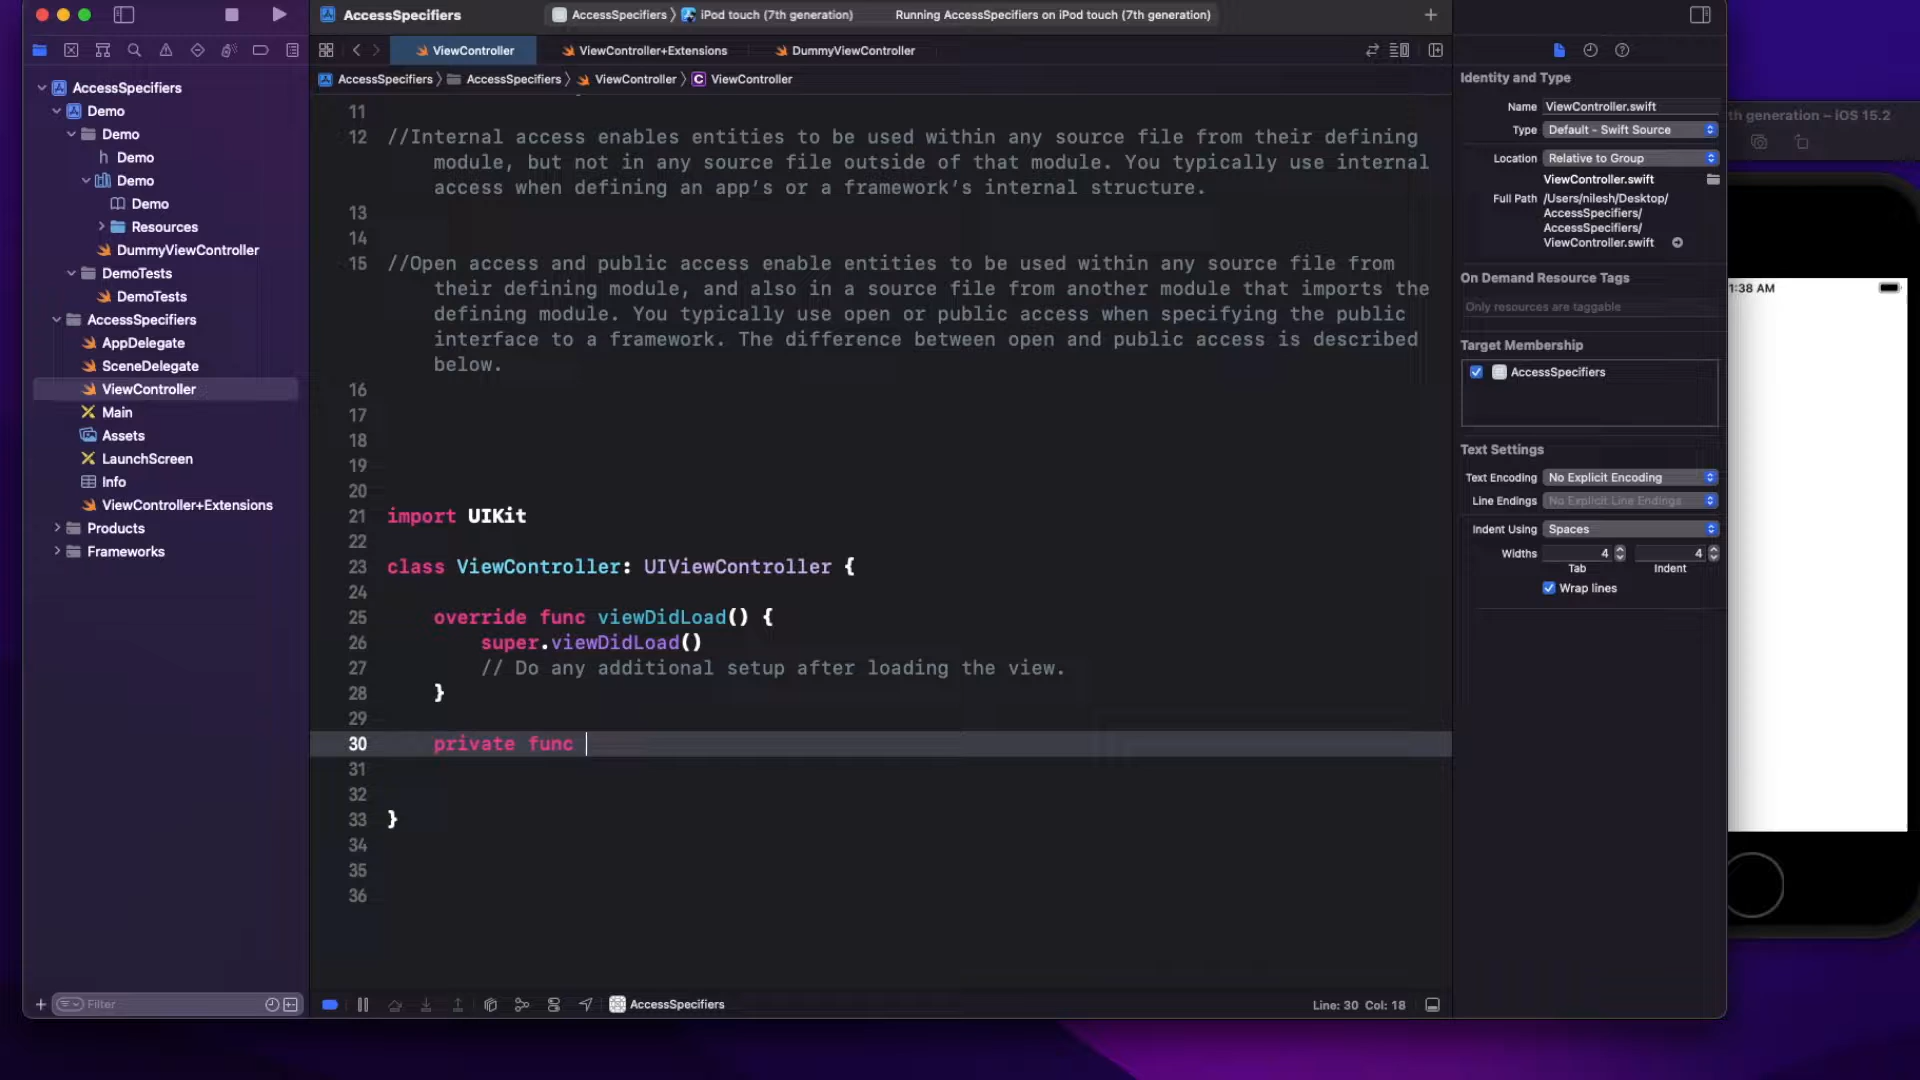 AccessSpecifiers
AccessSpecifiers
iPod touch (7th generation)
Running AccessSpecifiers on iPod touch (7th generation)
ViewController
ViewController+Extensions
DummyViewController
AccessSpecifiers
AccessSpecifiers
ViewController
C ViewController
AccessSpecifiers
Demo
Demo
h Demo
Demo
Demo
Resources
DummyViewController
DemoTests
DemoTests
AccessSpecifiers
AppDelegate
SceneDelegate
ViewController
Main
Assets
LaunchScreen
Info
ViewController+Extensions
Products
Frameworks
Filter
11
12 //Internal access enables entities to be used within any source file from their defining
module, but not in any source file outside of that module. You typically use internal
access when defining an app’s or a framework’s internal structure.
13
14
15 //Open access and public access enable entities to be used within any source file from
their defining module, and also in a source file from another module that imports the
defining module. You typically use open or public access when specifying the public
interface to a framework. The difference between open and public access is described
below.
16
17
18
19
20
21 import UIKit
22
23 class ViewController: UIViewController {
24
25 override func viewDidLoad() {
26 super.viewDidLoad()
27 // Do any additional setup after loading the view.
28 }
29
30 private func
31
32
33 }
34
35
36
AccessSpecifiers
Line: 30 Col: 18
Identity and Type
Name ViewController.swift
Type Default - Swift Source
Location Relative to Group
ViewController.swift
Full Path /Users/nilesh/Desktop/
AccessSpecifiers/
AccessSpecifiers/
ViewController.swift
On Demand Resource Tags
Only resources are taggable
Target Membership
AccessSpecifiers
Text Settings
Text Encoding No Explicit Encoding
Line Endings No Explicit Line Endings
Indent Using Spaces
Widths 4 4
Tab Indent
Wrap lines
th generation – iOS 15.2
1:38 AM